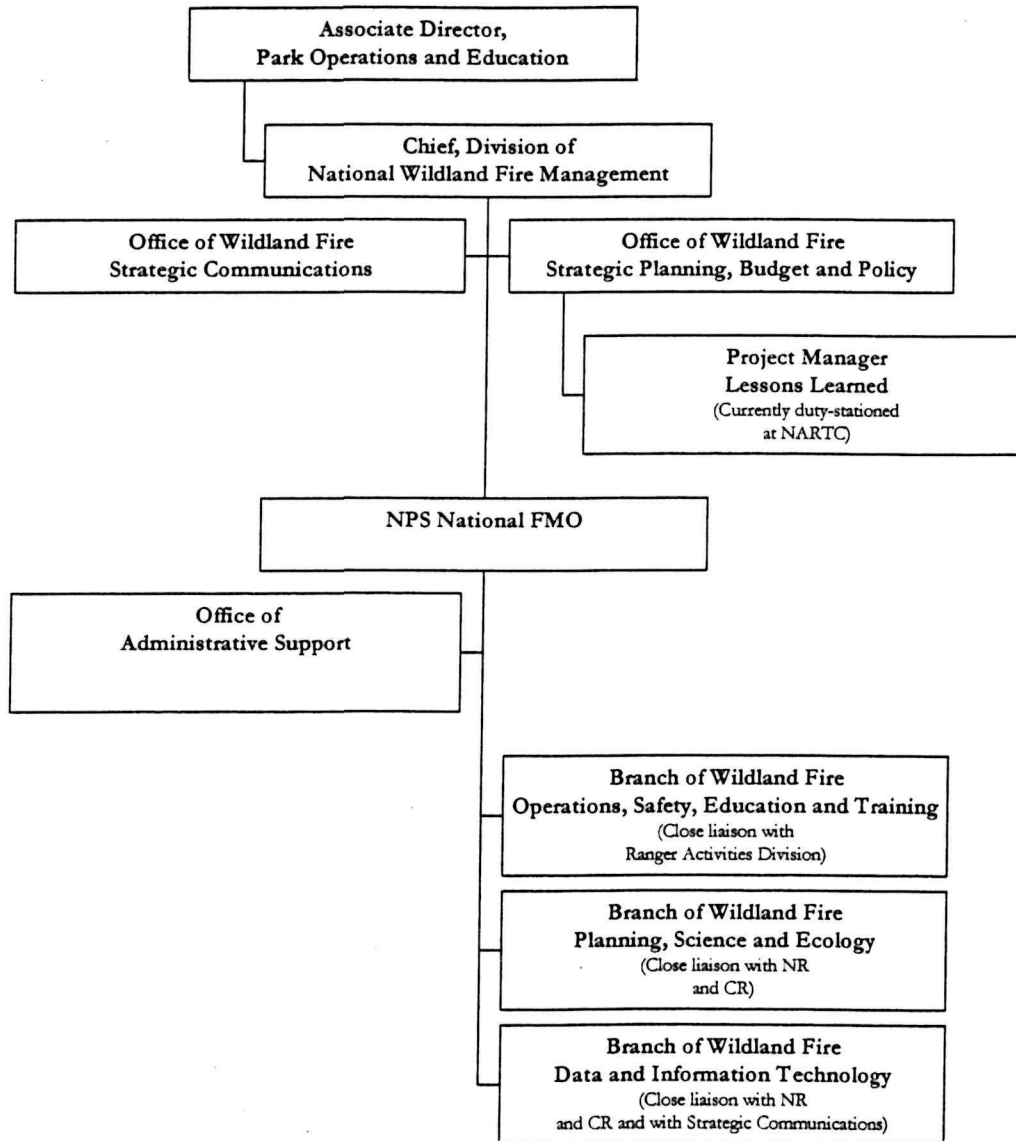 Associate Director,
Park Operations and Education
Chief, Division of
National Wildland Fire Management
Office of Wildland Fire
Strategic Communications
Office of Wildland Fire
Strategic Planning, Budget and Policy
Project Manager
Lessons Learned
(Currently duty-stationed
at NARTC)
NPS National FMO
Office of
Administrative Support
Branch of Wildland Fire
Operations, Safety, Education and Training
(Close liaison with
Ranger Activities Division)
Branch of Wildland Fire
Planning, Science and Ecology
(Close liaison with NR
and CR)
Branch of Wildland Fire
Data and Information Technology
(Close liaison with NR
and CR and with Strategic Communications)